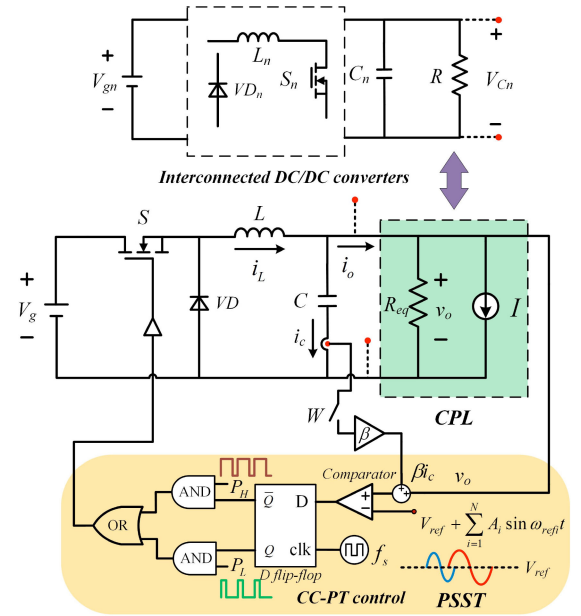 +
V_gn
−
L_n
VD_n
S_n
C_n
R
+
V_Cn
−
Interconnected DC/DC converters
S
L
i_L
i_o
+
V_g
−
VD
C
i_c
R_eq
+
v_o
−
I
CPL
W
β
βi_c
v_o
Comparator
+
−
+
AND
P_H
Q̅
D
OR
AND
P_L
Q
clk
f_s
D flip-flop
V_ref + ∑_{i=1}^{N} A_i sin ω_refi t
V_ref
CC-PT control
PSST